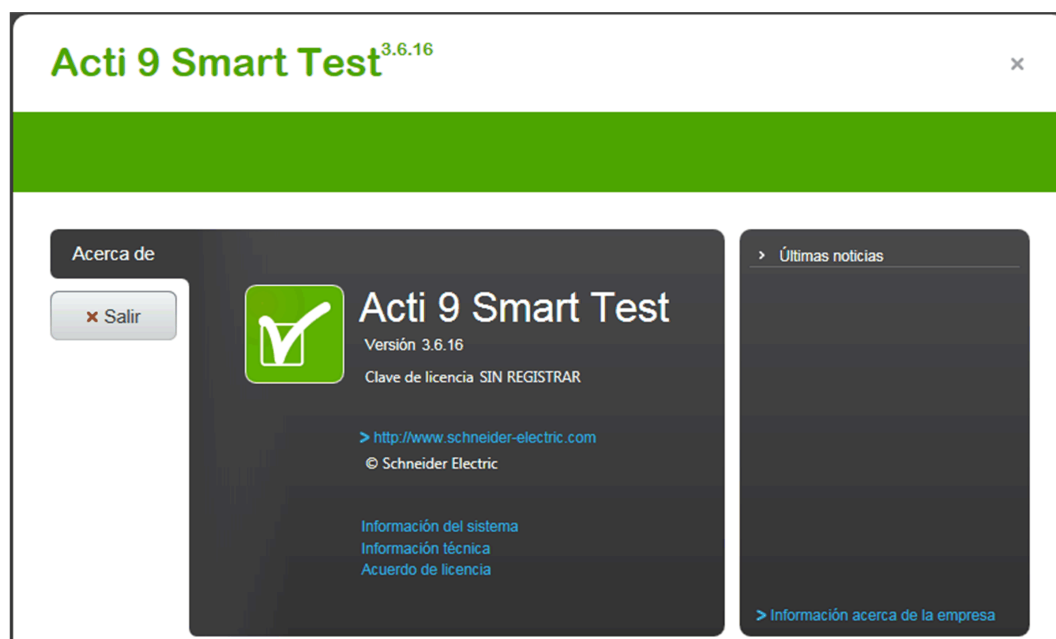 Acti 9 Smart Test 3.6.16
Acerca de
Salir
Acti 9 Smart Test
Versión 3.6.16
Clave de licencia SIN REGISTRAR
> http://www.schneider-electric.com
© Schneider Electric
Información del sistema
Información técnica
Acuerdo de licencia
> Últimas noticias
> Información acerca de la empresa